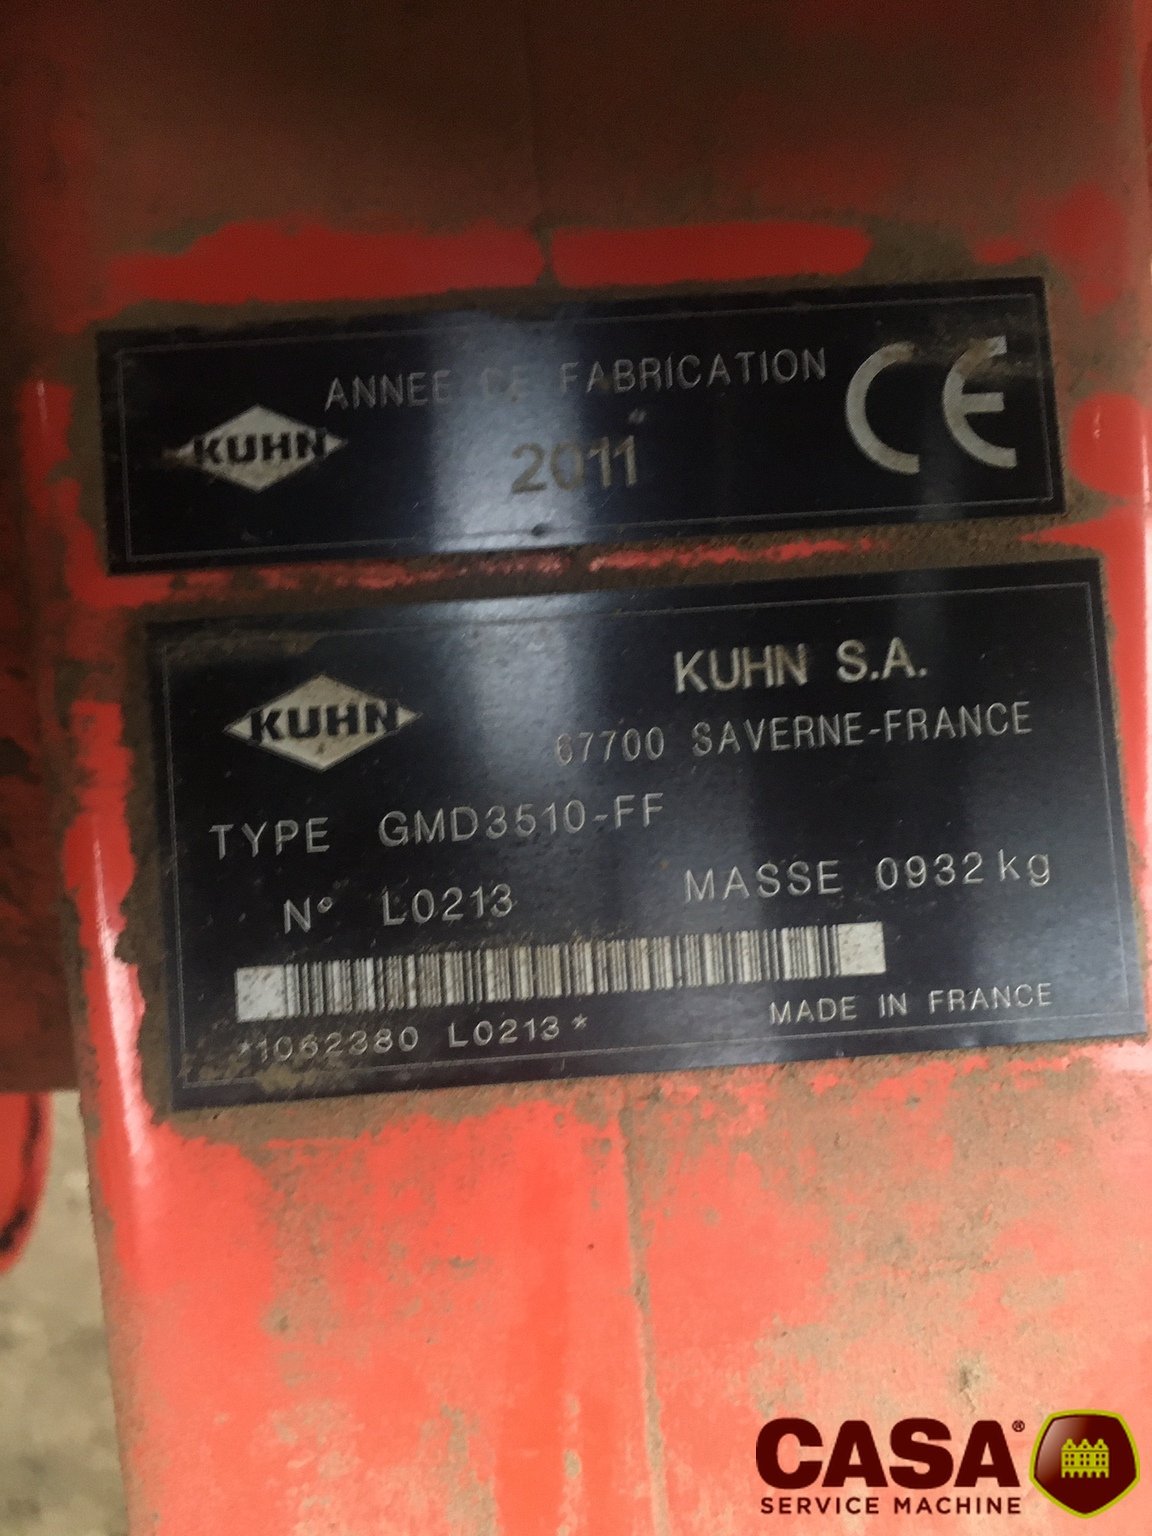 ANNEE DE FABRICATION
KUHN
2011
CE
KUHN
KUHN S.A.
67700 SAVERNE-FRANCE
TYPE GMD3510-FF
N° L0213 MASSE 0932 kg
*1062380 L0213*
MADE IN FRANCE
CASA®
SERVICE MACHINE